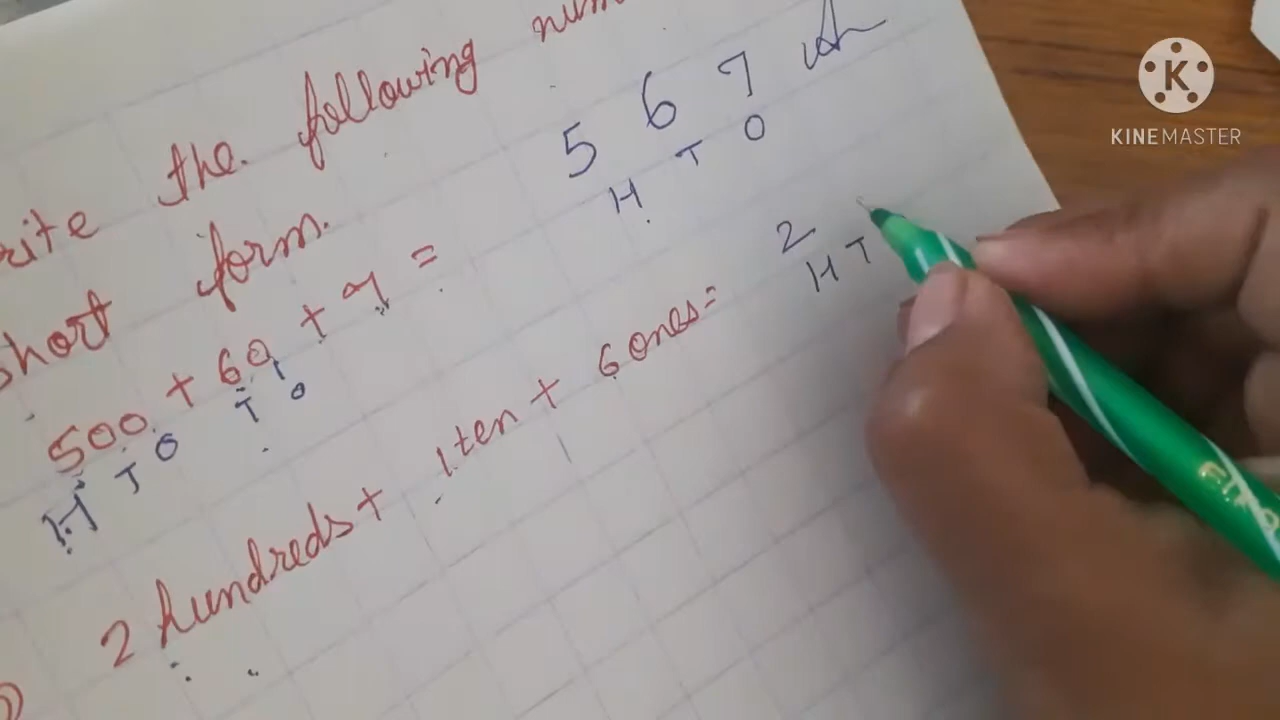 rite the following num
short form.
500 + 60 + 7 = 5 6 7
H T O T O H T O
2 hundreds + 1 ten + 6 ones = 2
H T
K
KINEMASTER